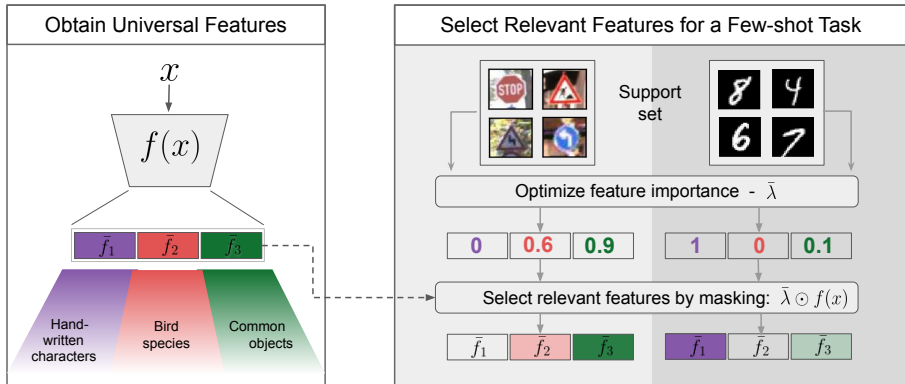 Obtain Universal Features
x
f(x)
f̄₁ f̄₂ f̄₃
Hand-
written
characters
Bird
species
Common
objects
Select Relevant Features for a Few-shot Task
STOP
Support
set
8 4
6 7
Optimize feature importance - λ̄
0 0.6 0.9
1 0 0.1
Select relevant features by masking: λ̄ ⊙ f(x)
f̄₁ f̄₂ f̄₃
f̄₁ f̄₂ f̄₃